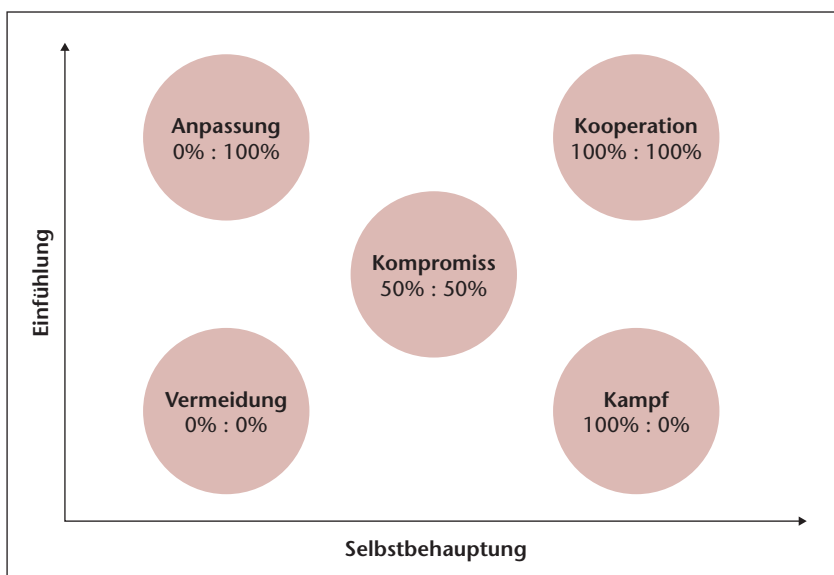 Anpassung
0% : 100%
Kooperation
100% : 100%
Kompromiss
50% : 50%
Einfühlung
Vermeidung
0% : 0%
Kampf
100% : 0%
Selbstbehauptung